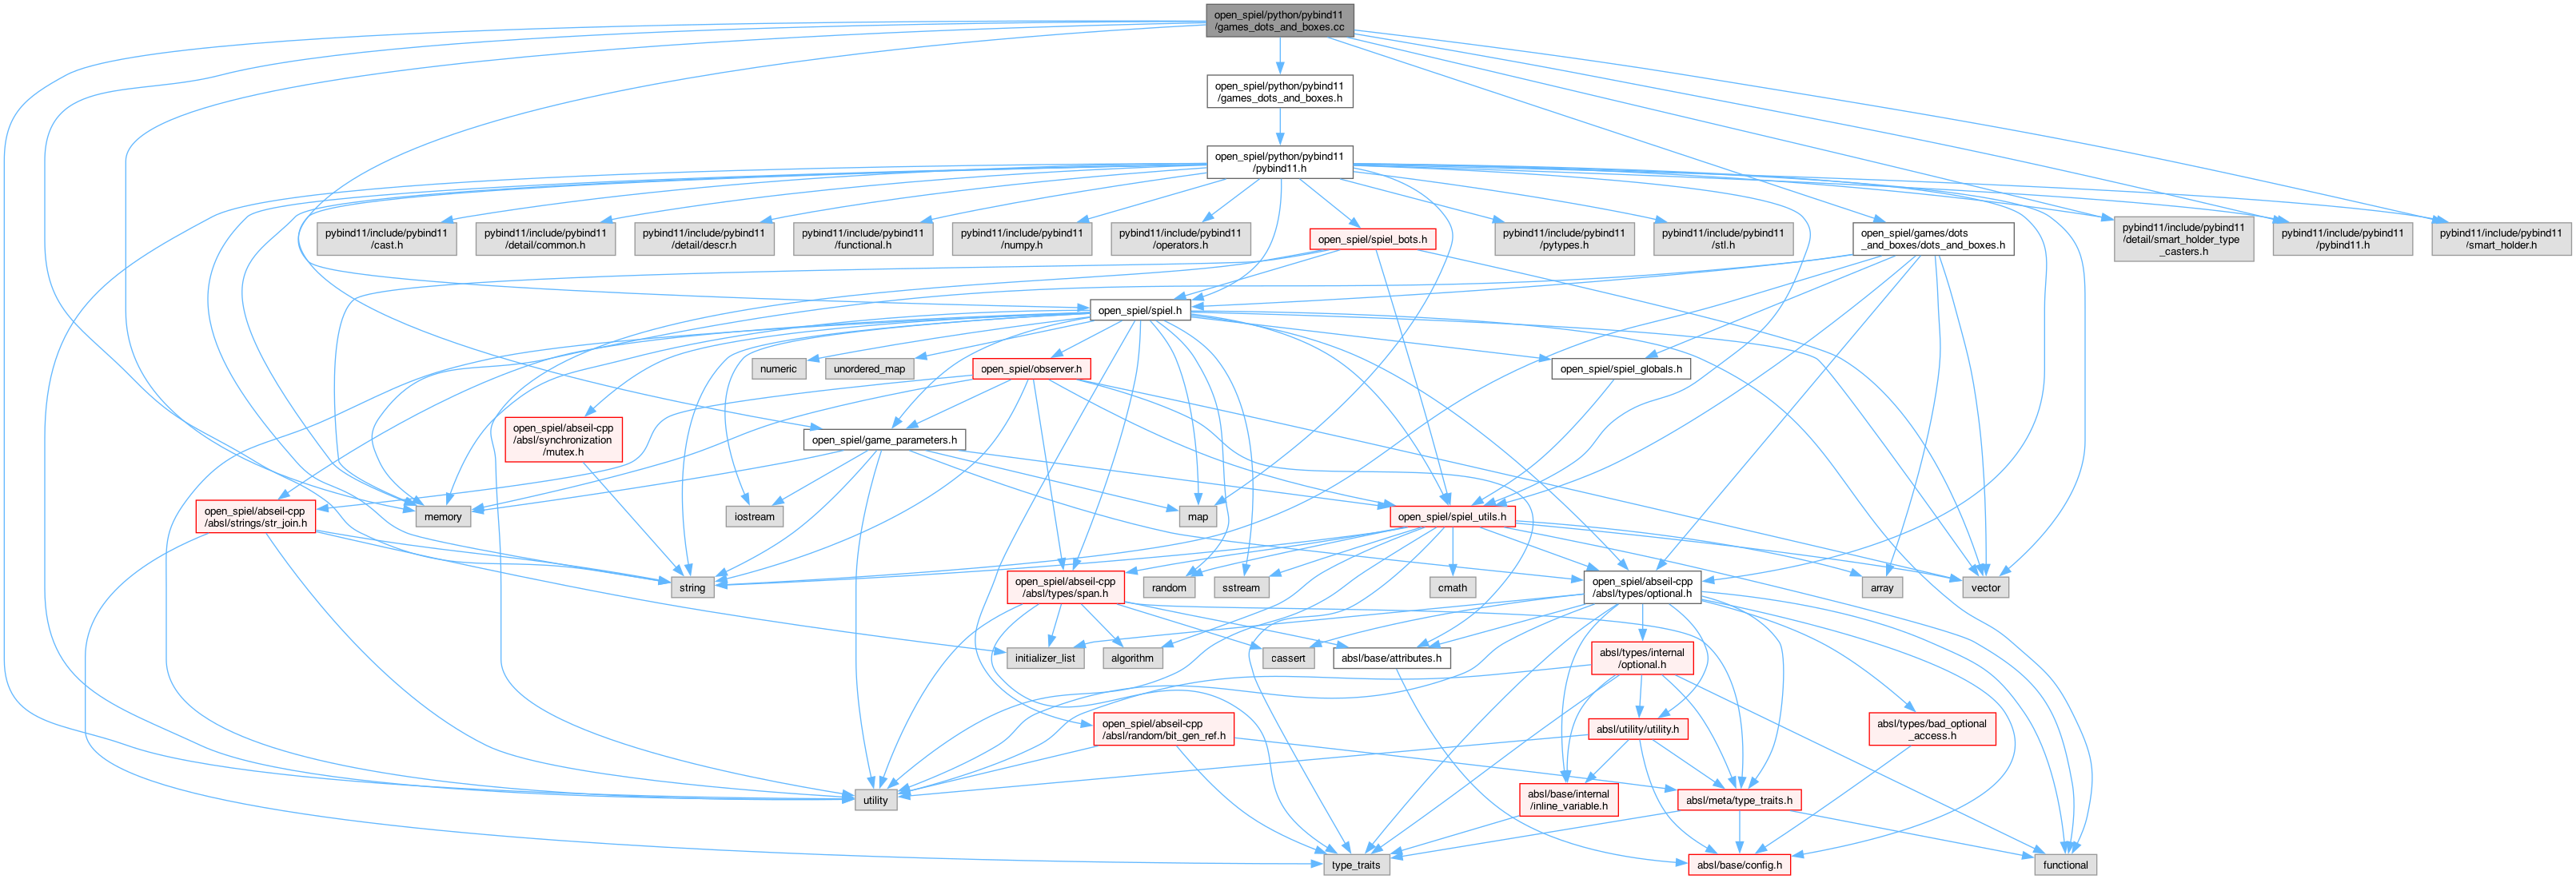 open_spiel/python/pybind11
/games_dots_and_boxes.cc
open_spiel/python/pybind11
/games_dots_and_boxes.h
open_spiel/python/pybind11
/pybind11.h
pybind11/include/pybind11
/cast.h
pybind11/include/pybind11
/detail/common.h
pybind11/include/pybind11
/detail/descr.h
pybind11/include/pybind11
/functional.h
pybind11/include/pybind11
/numpy.h
pybind11/include/pybind11
/operators.h
open_spiel/spiel_bots.h
pybind11/include/pybind11
/pytypes.h
pybind11/include/pybind11
/stl.h
open_spiel/games/dots
_and_boxes/dots_and_boxes.h
pybind11/include/pybind11
/detail/smart_holder_type
_casters.h
pybind11/include/pybind11
/pybind11.h
pybind11/include/pybind11
/smart_holder.h
open_spiel/spiel.h
numeric
unordered_map
open_spiel/observer.h
open_spiel/spiel_globals.h
open_spiel/abseil-cpp
/absl/synchronization
/mutex.h
open_spiel/game_parameters.h
open_spiel/abseil-cpp
/absl/strings/str_join.h
memory
iostream
map
open_spiel/spiel_utils.h
string
open_spiel/abseil-cpp
/absl/types/span.h
random
sstream
cmath
open_spiel/abseil-cpp
/absl/types/optional.h
array
vector
initializer_list
algorithm
cassert
absl/base/attributes.h
absl/types/internal
/optional.h
open_spiel/abseil-cpp
/absl/random/bit_gen_ref.h
absl/utility/utility.h
absl/types/bad_optional
_access.h
utility
absl/base/internal
/inline_variable.h
absl/meta/type_traits.h
type_traits
absl/base/config.h
functional